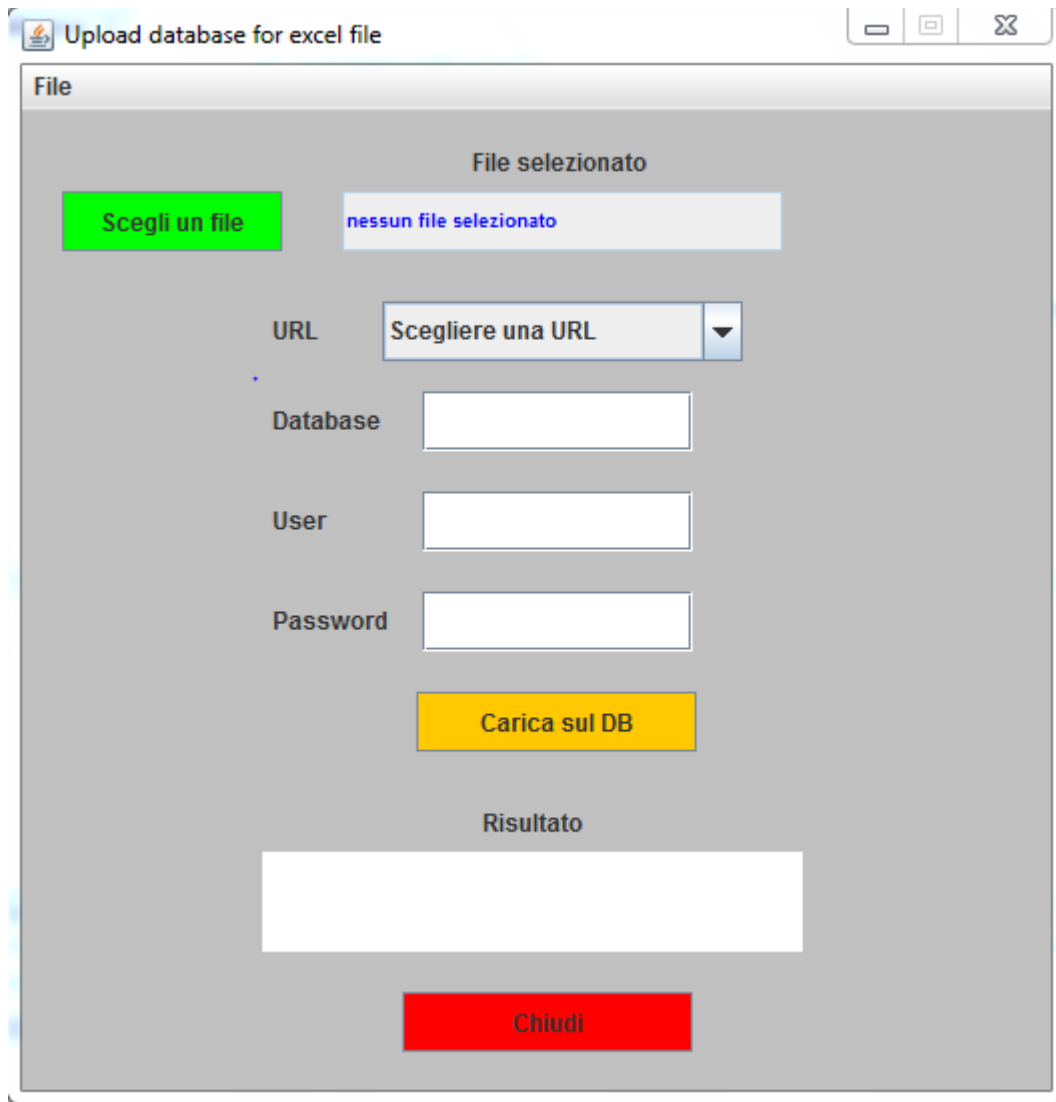 Upload database for excel file
File
File selezionato
Scegli un file
nessun file selezionato
URL
Scegliere una URL
Database
User
Password
Carica sul DB
Risultato
Chiudi